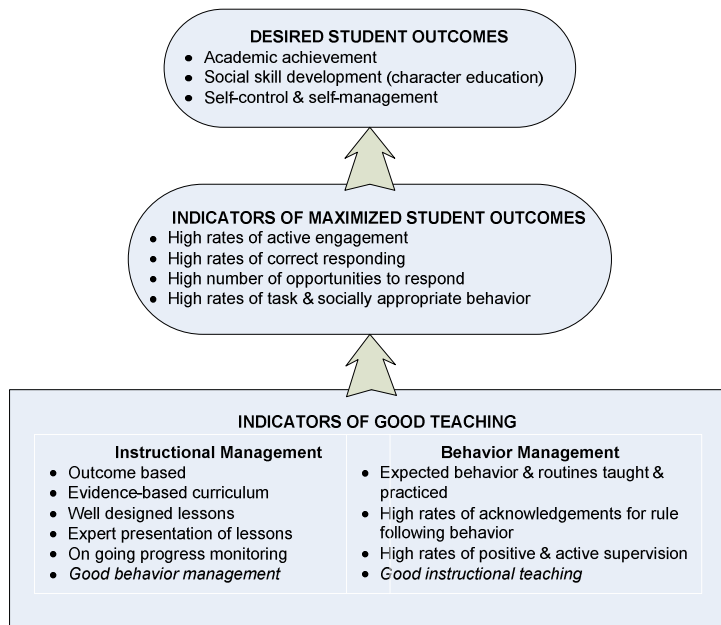 DESIRED STUDENT OUTCOMES
• Academic achievement
• Social skill development (character education)
• Self-control & self-management
INDICATORS OF MAXIMIZED STUDENT OUTCOMES
• High rates of active engagement
• High rates of correct responding
• High number of opportunities to respond
• High rates of task & socially appropriate behavior
INDICATORS OF GOOD TEACHING
Instructional Management
• Outcome based
• Evidence-based curriculum
• Well designed lessons
• Expert presentation of lessons
• On going progress monitoring
• Good behavior management
Behavior Management
• Expected behavior & routines taught &
practiced
• High rates of acknowledgements for rule
following behavior
• High rates of positive & active supervision
• Good instructional teaching